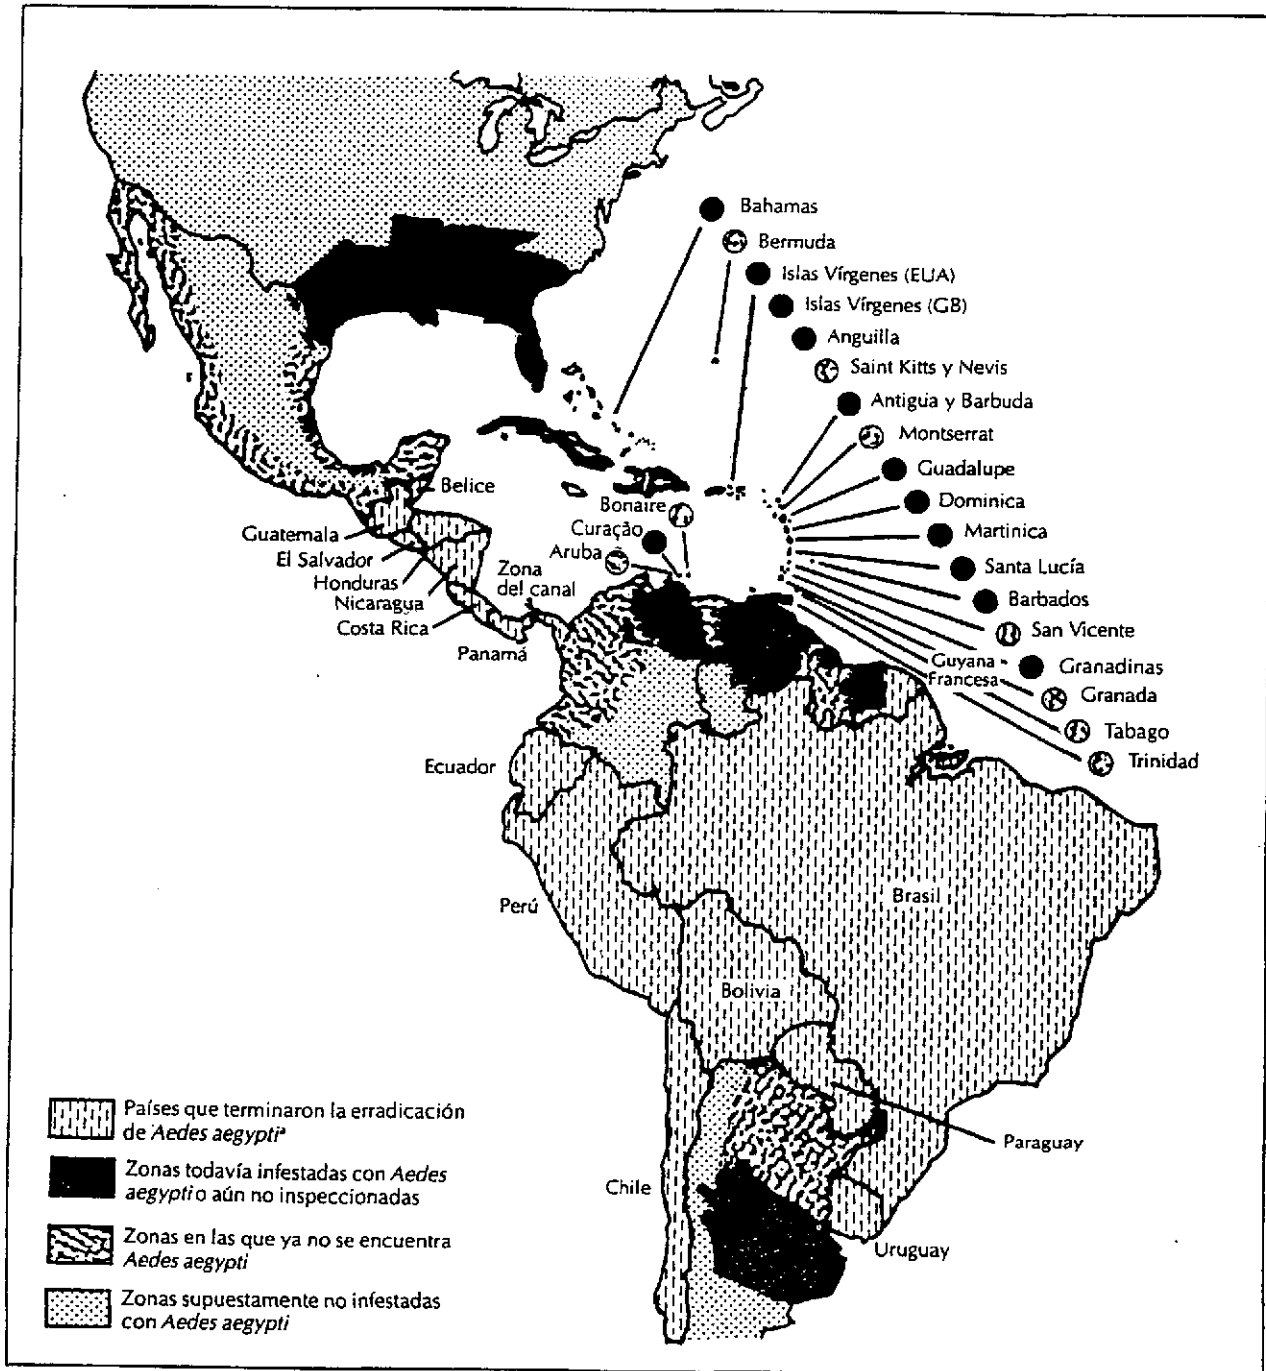 Bahamas
Bermuda
Islas Vírgenes (EUA)
Islas Vírgenes (GB)
Anguilla
Saint Kitts y Nevis
Antigua y Barbuda
Montserrat
Guadalupe
Dominica
Martinica
Santa Lucía
Barbados
San Vicente
Granadinas
Granada
Tabago
Trinidad
Belice
Bonaire
Curaçao
Aruba
Guatemala
El Salvador
Honduras
Nicaragua
Costa Rica
Zona
del canal
Panamá
Guyana
Francesa
Ecuador
Perú
Brasil
Bolivia
Paraguay
Chile
Uruguay
Países que terminaron la erradicación
de Aedes aegyptiª
Zonas todavía infestadas con Aedes
aegypti o aún no inspeccionadas
Zonas en las que ya no se encuentra
Aedes aegypti
Zonas supuestamente no infestadas
con Aedes aegypti